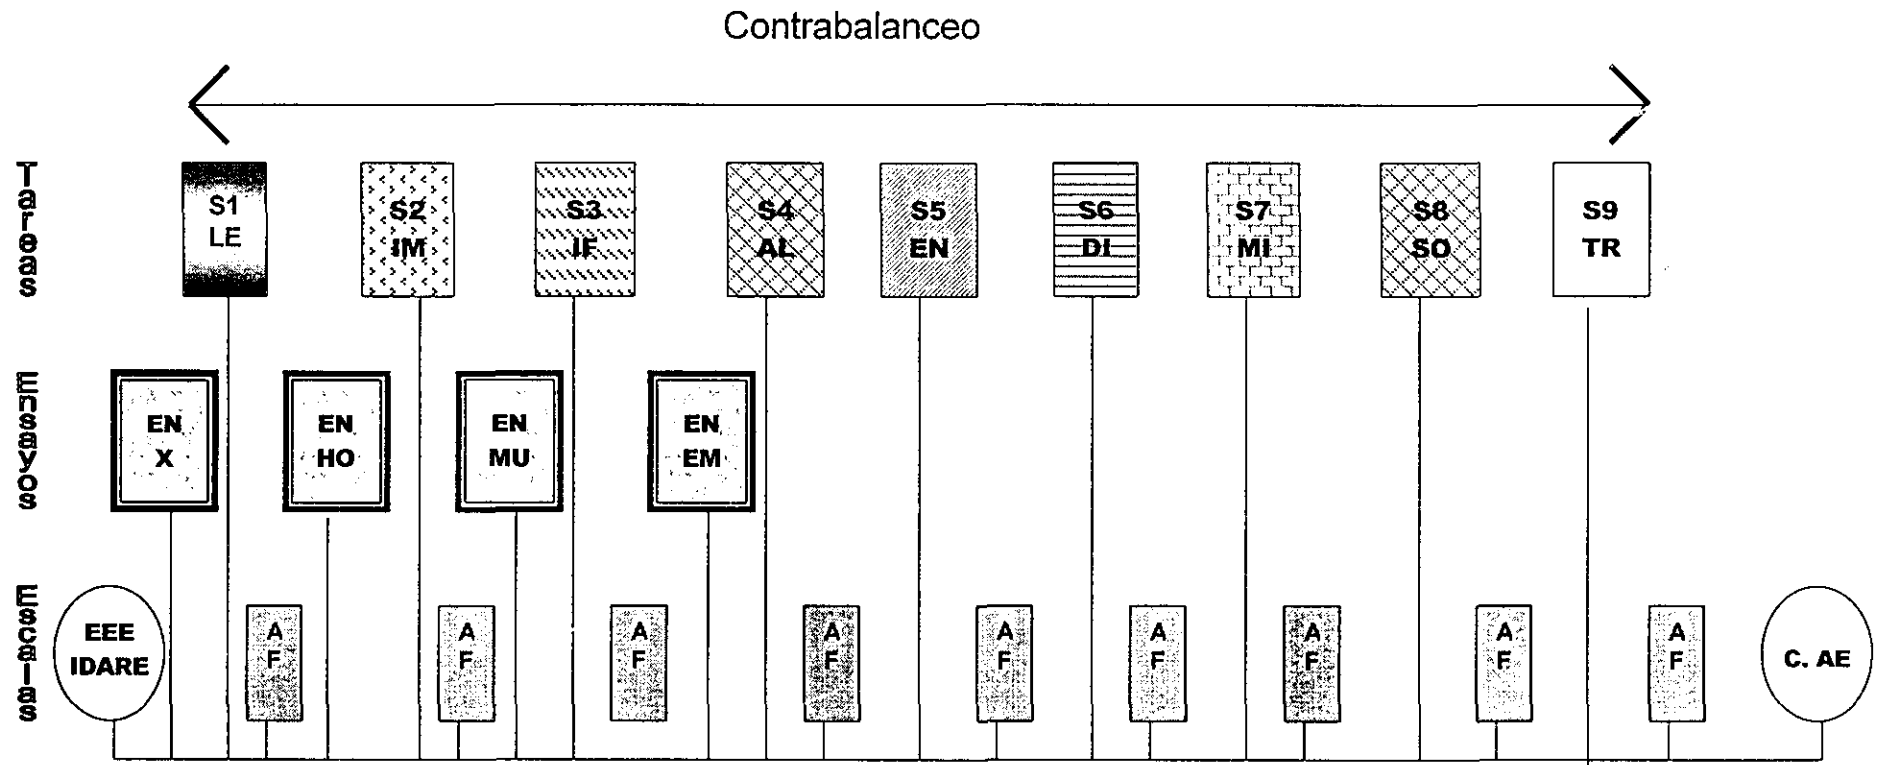 Contrabalanceo
Tareas
S1
LE
S2
IM
S3
IF
S4
AL
S5
EN
S6
DI
S7
MI
S8
SO
S9
TR
Ensayos
EN
X
EN
HO
EN
MU
EN
EM
Escalas
EEE
IDARE
A
F
A
F
A
F
A
F
A
F
A
F
A
F
A
F
A
F
C. AE